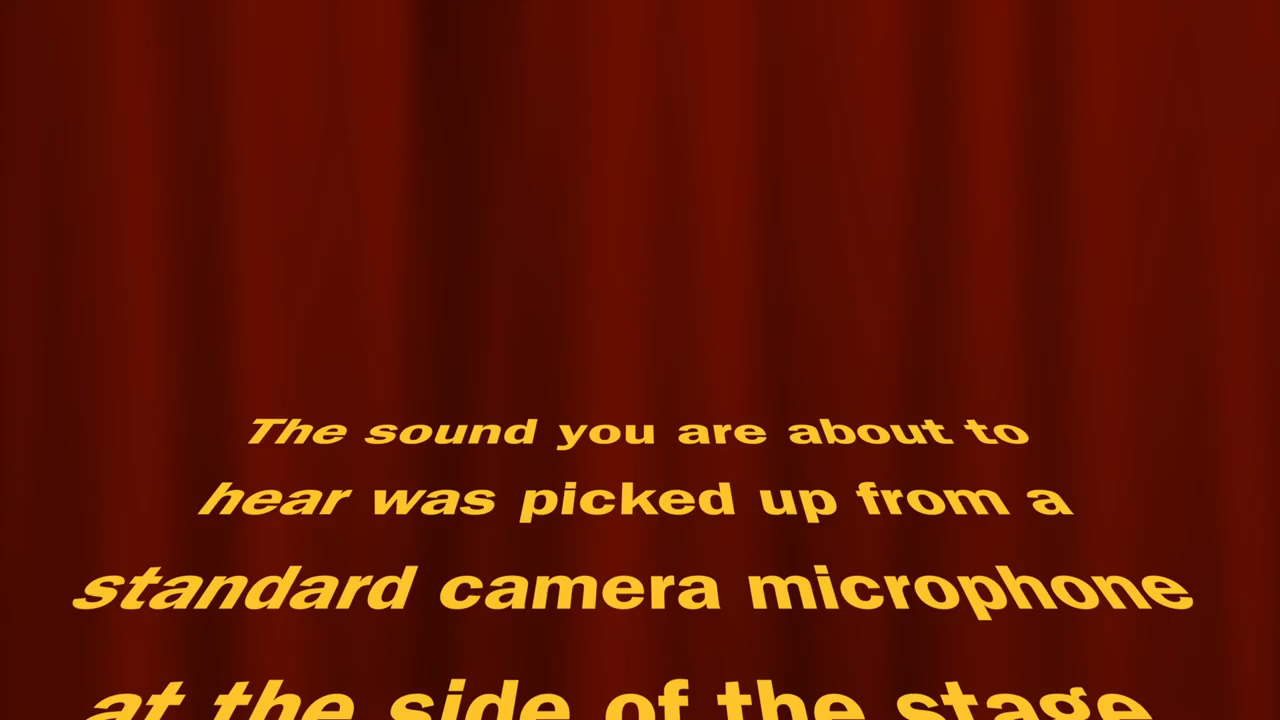 The sound you are about to
hear was picked up from a
standard camera microphone
at the side of the stage